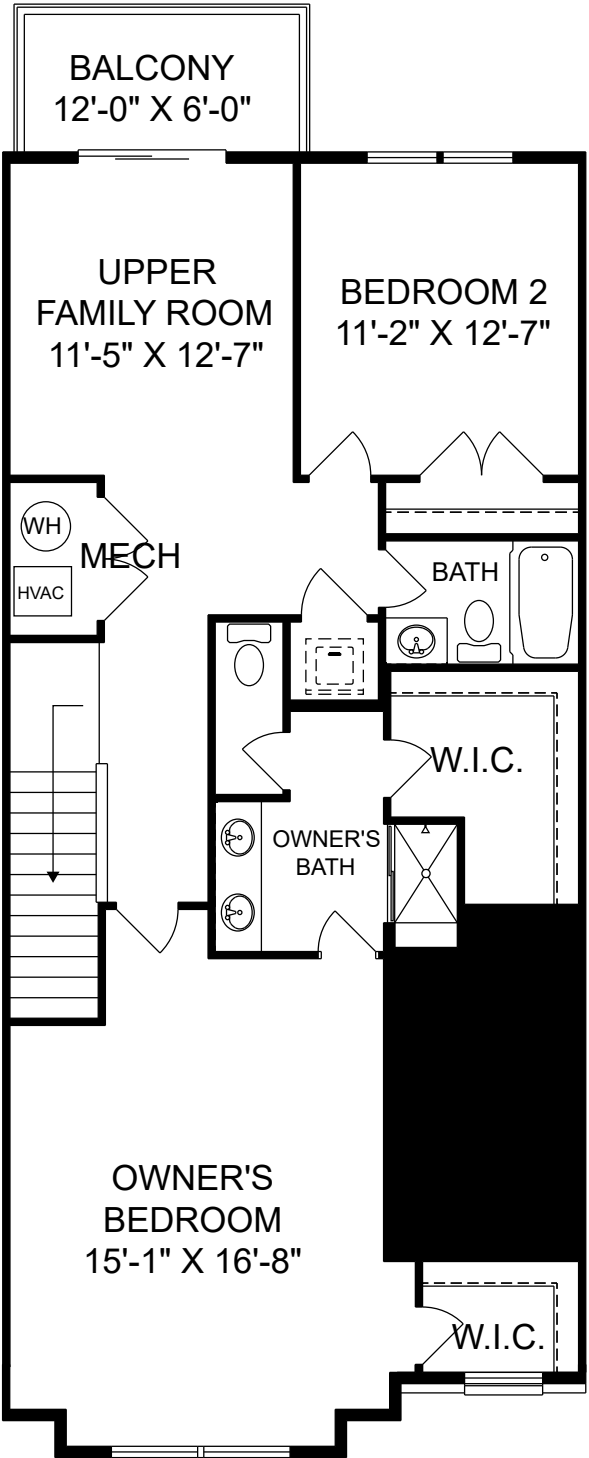 BALCONY
12'-0" X 6'-0"
UPPER
FAMILY ROOM
11'-5" X 12'-7"
BEDROOM 2
11'-2" X 12'-7"
WH
MECH
HVAC
BATH
W.I.C.
OWNER'S
BATH
OWNER'S
BEDROOM
15'-1" X 16'-8"
W.I.C.